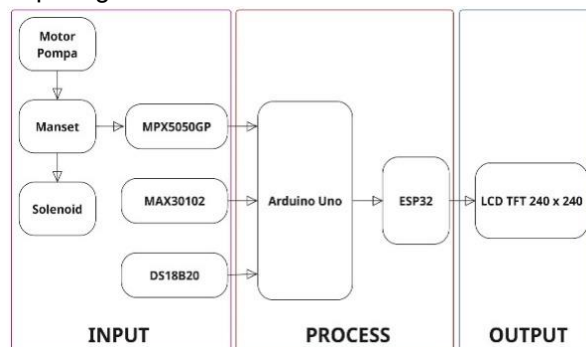 Motor
Pompa
Manset
MPX5050GP
Solenoid
MAX30102
DS18B20
Arduino Uno
ESP32
LCD TFT 240 x 240
INPUT
PROCESS
OUTPUT